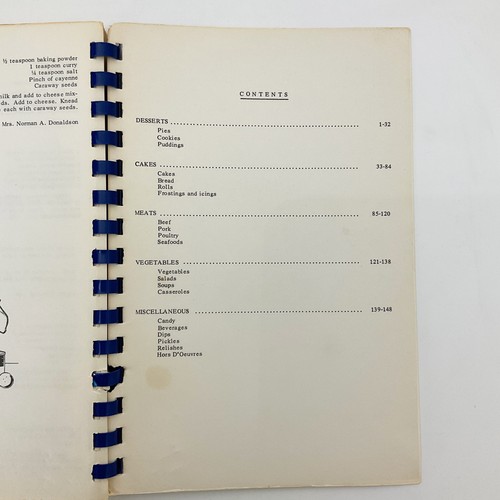 ½ teaspoon baking powder
1 teaspoon curry
¼ teaspoon salt
Pinch of cayenne
Caraway seeds
milk and add to cheese mix-
ds. Add to cheese. Knead
each with caraway seeds.
Mrs. Norman A. Donaldson
CONTENTS
DESSERTS 1-32
Pies
Cookies
Puddings
CAKES 33-84
Cakes
Bread
Rolls
Frostings and icings
MEATS 85-120
Beef
Pork
Poultry
Seafoods
VEGETABLES 121-138
Vegetables
Salads
Soups
Casseroles
MISCELLANEOUS 139-148
Candy
Beverages
Dips
Pickles
Relishes
Hors D'Oeuvres